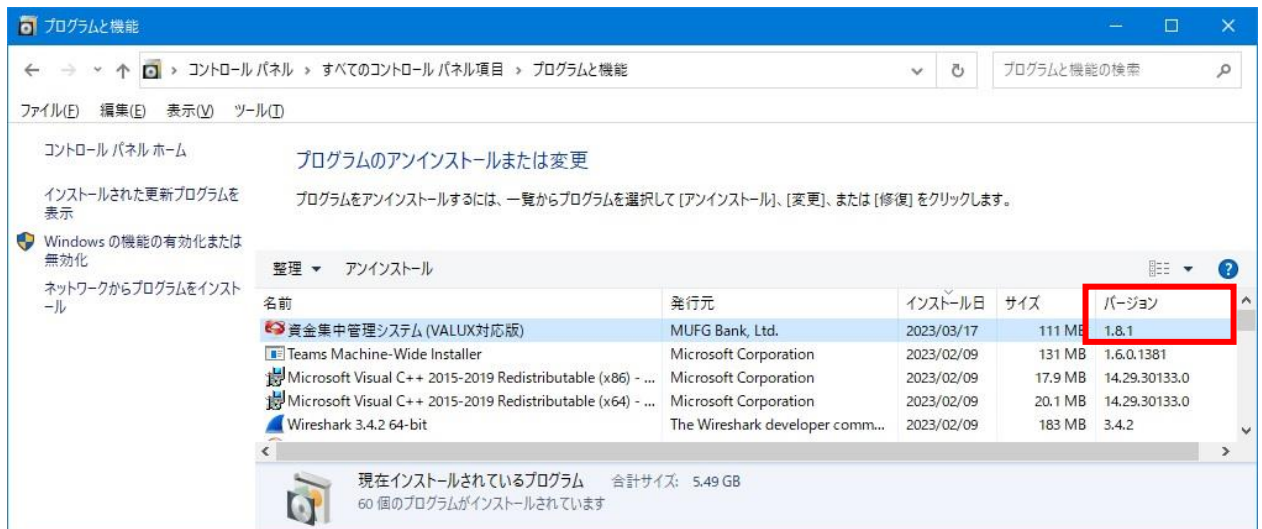 プログラムと機能
コントロール パネル › すべてのコントロール パネル項目 › プログラムと機能
プログラムと機能の検索
ファイル(F) 編集(E) 表示(V) ツール(T)
コントロール パネル ホーム
インストールされた更新プログラムを
表示
Windows の機能の有効化または
無効化
ネットワークからプログラムをインスト
ール
プログラムのアンインストールまたは変更
プログラムをアンインストールするには、一覧からプログラムを選択して [アンインストール]、[変更]、または [修復] をクリックします。
整理 アンインストール
名前 発行元 インストール日 サイズ バージョン
資金集中管理システム (VALUX対応版) MUFG Bank, Ltd. 2023/03/17 111 MB 1.8.1
Teams Machine-Wide Installer Microsoft Corporation 2023/02/09 131 MB 1.6.0.1381
Microsoft Visual C++ 2015-2019 Redistributable (x86) - ... Microsoft Corporation 2023/02/09 17.9 MB 14.29.30133.0
Microsoft Visual C++ 2015-2019 Redistributable (x64) - ... Microsoft Corporation 2023/02/09 20.1 MB 14.29.30133.0
Wireshark 3.4.2 64-bit The Wireshark developer comm... 2023/02/09 183 MB 3.4.2
現在インストールされているプログラム 合計サイズ: 5.49 GB
60 個のプログラムがインストールされています